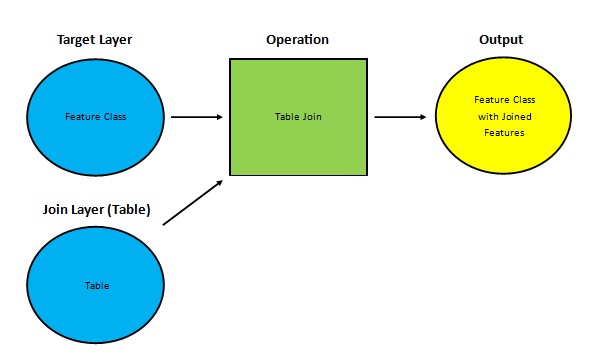 Target Layer
Operation
Output
Feature Class
Table Join
Feature Class
with Joined
Features
Join Layer (Table)
Table